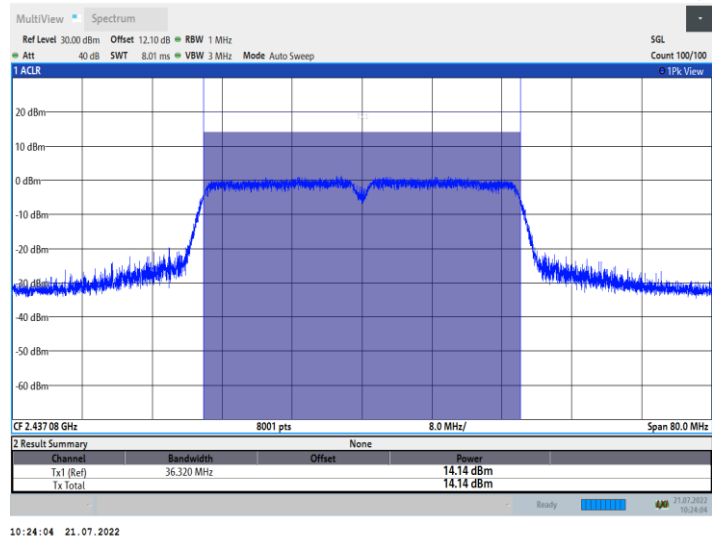 MultiView Spectrum
Ref Level 30.00 dBm Offset 12.10 dB RBW 1 MHz SGL
Att 40 dB SWT 8.01 ms VBW 3 MHz Mode Auto Sweep Count 100/100
1 ACLR 1Pk View
20 dBm
10 dBm
0 dBm
-10 dBm
-20 dBm
-30 dBm
-40 dBm
-50 dBm
-60 dBm
CF 2.437 08 GHz 8001 pts 8.0 MHz/ Span 80.0 MHz
2 Result Summary None
Channel Bandwidth Offset Power
Tx1 (Ref) 36.320 MHz 14.14 dBm
Tx Total 14.14 dBm
Ready 21.07.2022
10:24:04
10:24:04 21.07.2022